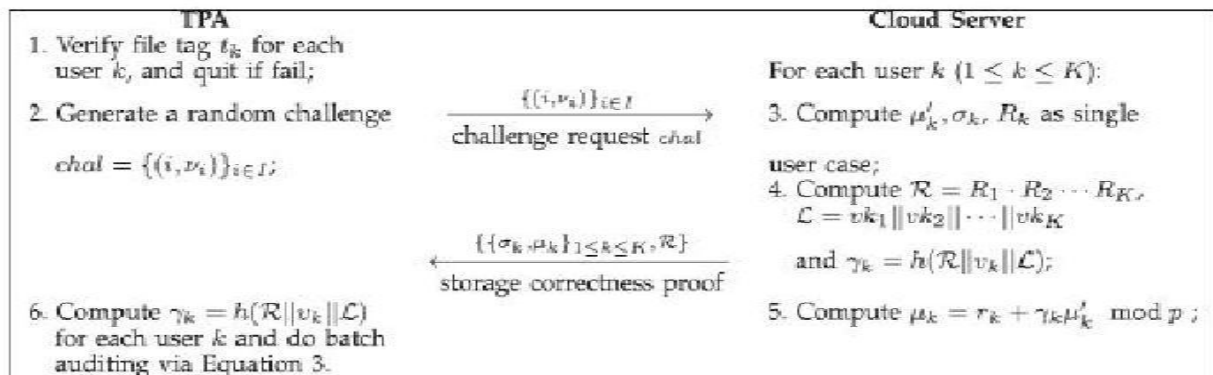 TPA
1. Verify file tag t_k for each
user k, and quit if fail;
2. Generate a random challenge
chal = {(i, ν_i)}_{i∈I};
{(i, ν_i)}_{i∈I}
challenge request chal
Cloud Server
For each user k (1 ≤ k ≤ K):
3. Compute μ′_k, σ_k, R_k as single
user case;
4. Compute ℛ = R_1 · R_2 ⋯ R_K,
ℒ = vk_1||vk_2||⋯||vk_K
and γ_k = h(ℛ||v_k||ℒ);
5. Compute μ_k = r_k + γ_kμ′_k mod p ;
{{σ_k, μ_k}_{1≤k≤K}, ℛ}
storage correctness proof
6. Compute γ_k = h(ℛ||v_k||ℒ)
for each user k and do batch
auditing via Equation 3.